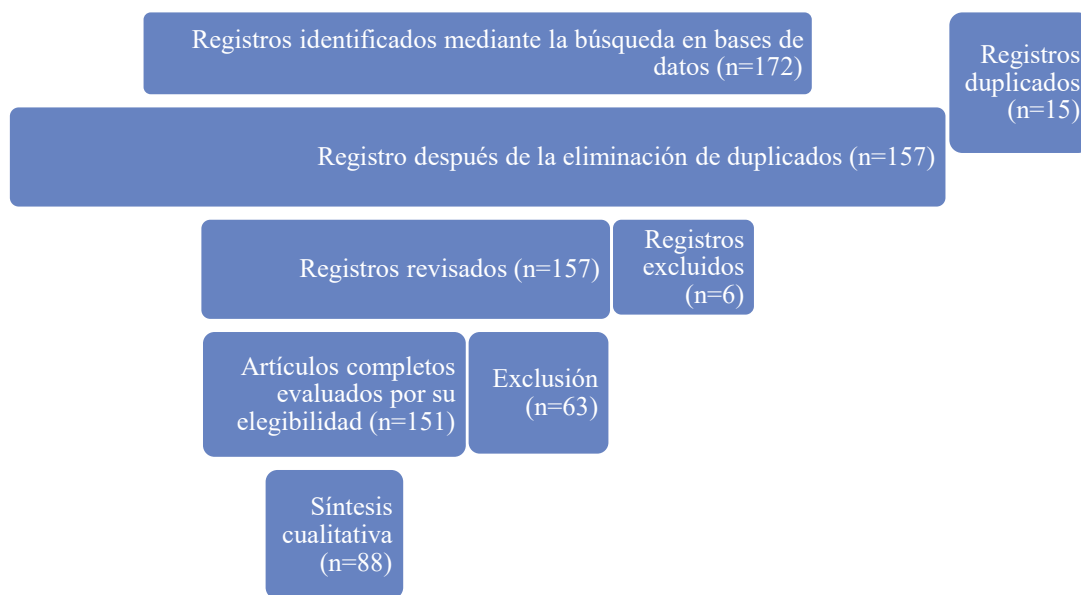 Registros identificados mediante la búsqueda en bases de
datos (n=172)
Registros
duplicados
(n=15)
Registro después de la eliminación de duplicados (n=157)
Registros revisados (n=157)
Registros
excluidos
(n=6)
Artículos completos
evaluados por su
elegibilidad (n=151)
Exclusión
(n=63)
Síntesis
cualitativa
(n=88)